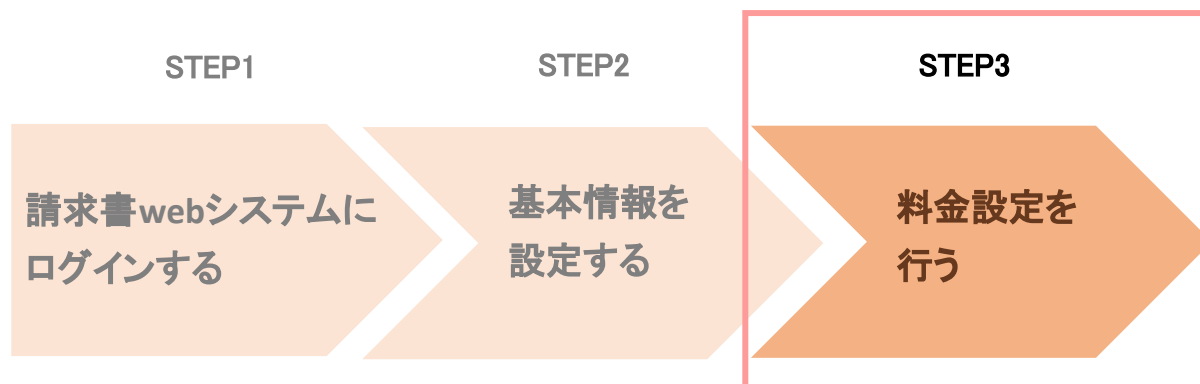 STEP1
請求書webシステムに
ログインする
STEP2
基本情報を
設定する
STEP3
料金設定を
行う